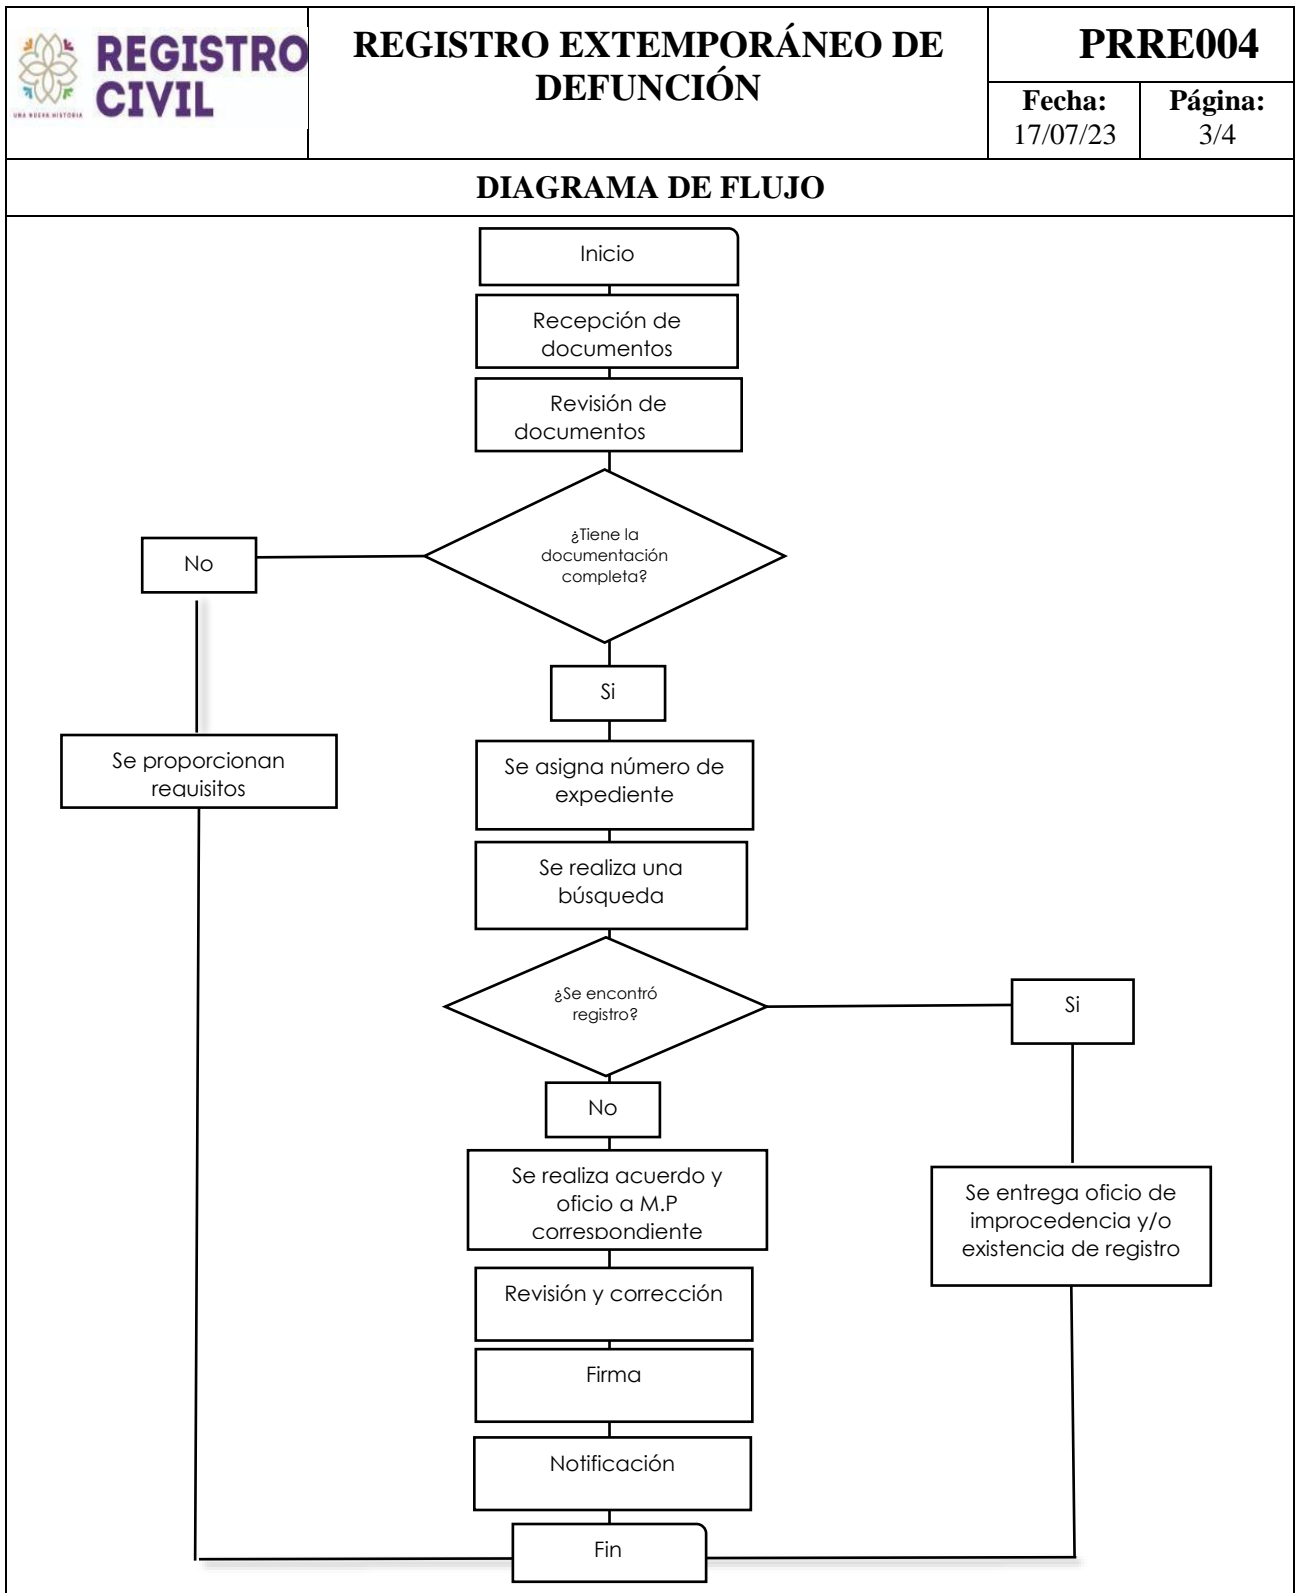 REGISTRO
CIVIL
UNA NUEVA HISTORIA
REGISTRO EXTEMPORÁNEO DE
DEFUNCIÓN
PRRE004
Fecha:
17/07/23
Página:
3/4
DIAGRAMA DE FLUJO
Inicio
Recepción de
documentos
Revisión de
documentos
¿Tiene la
documentación
completa?
No
Si
Se proporcionan
requisitos
Se asigna número de
expediente
Se realiza una
búsqueda
¿Se encontró
registro?
Si
No
Se realiza acuerdo y
oficio a M.P
correspondiente
Se entrega oficio de
improcedencia y/o
existencia de registro
Revisión y corrección
Firma
Notificación
Fin